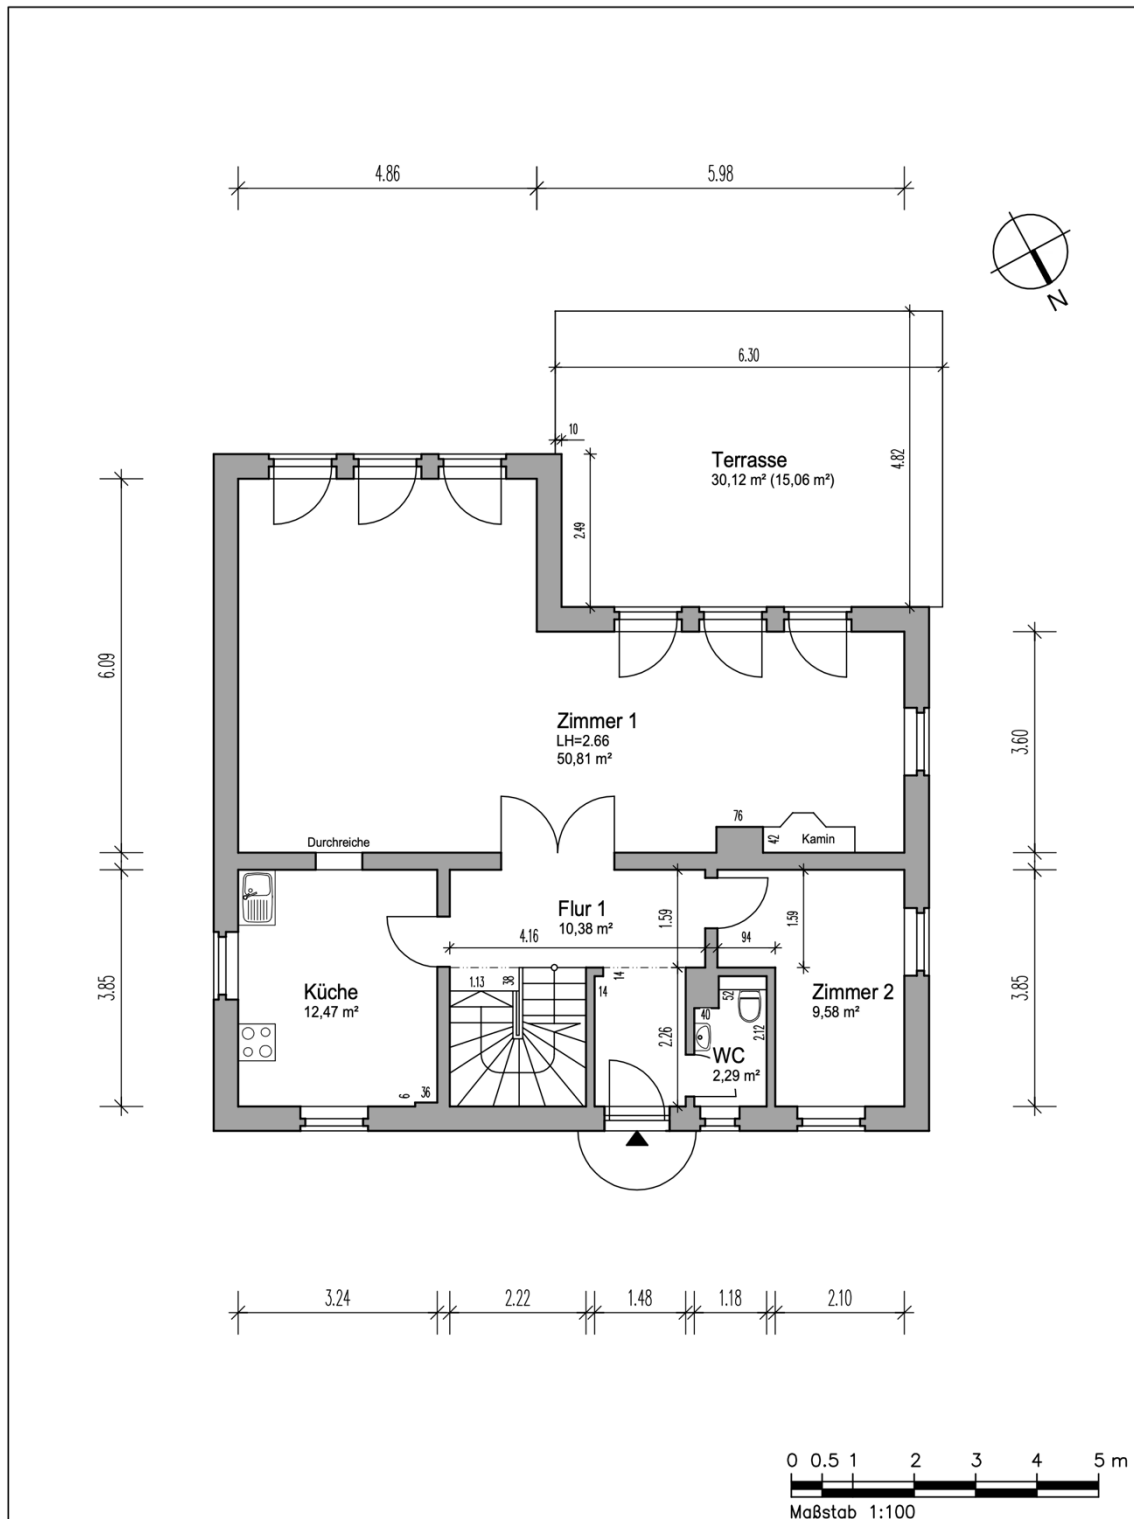 4.86
5.98
N
6.30
10
4.82
Terrasse
30,12 m² (15,06 m²)
2.49
6.09
3.60
Zimmer 1
LH=2.66
50,81 m²
76
42
Kamin
Durchreiche
Flur 1
10,38 m²
1.59
1.59
4.16
94
3.85
3.85
Küche
12,47 m²
1.13
38
14
14
52
40
2.12
2.26
WC
2,29 m²
Zimmer 2
9,58 m²
6
36
3.24
2.22
1.48
1.18
2.10
0 0.5 1 2 3 4 5 m
Maßstab 1:100